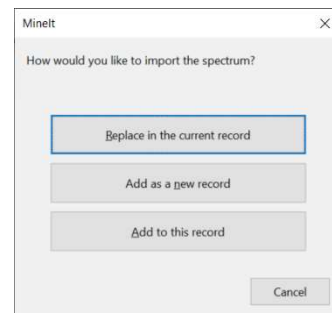 MineIt
How would you like to import the spectrum?
Replace in the current record
Add as a new record
Add to this record
Cancel